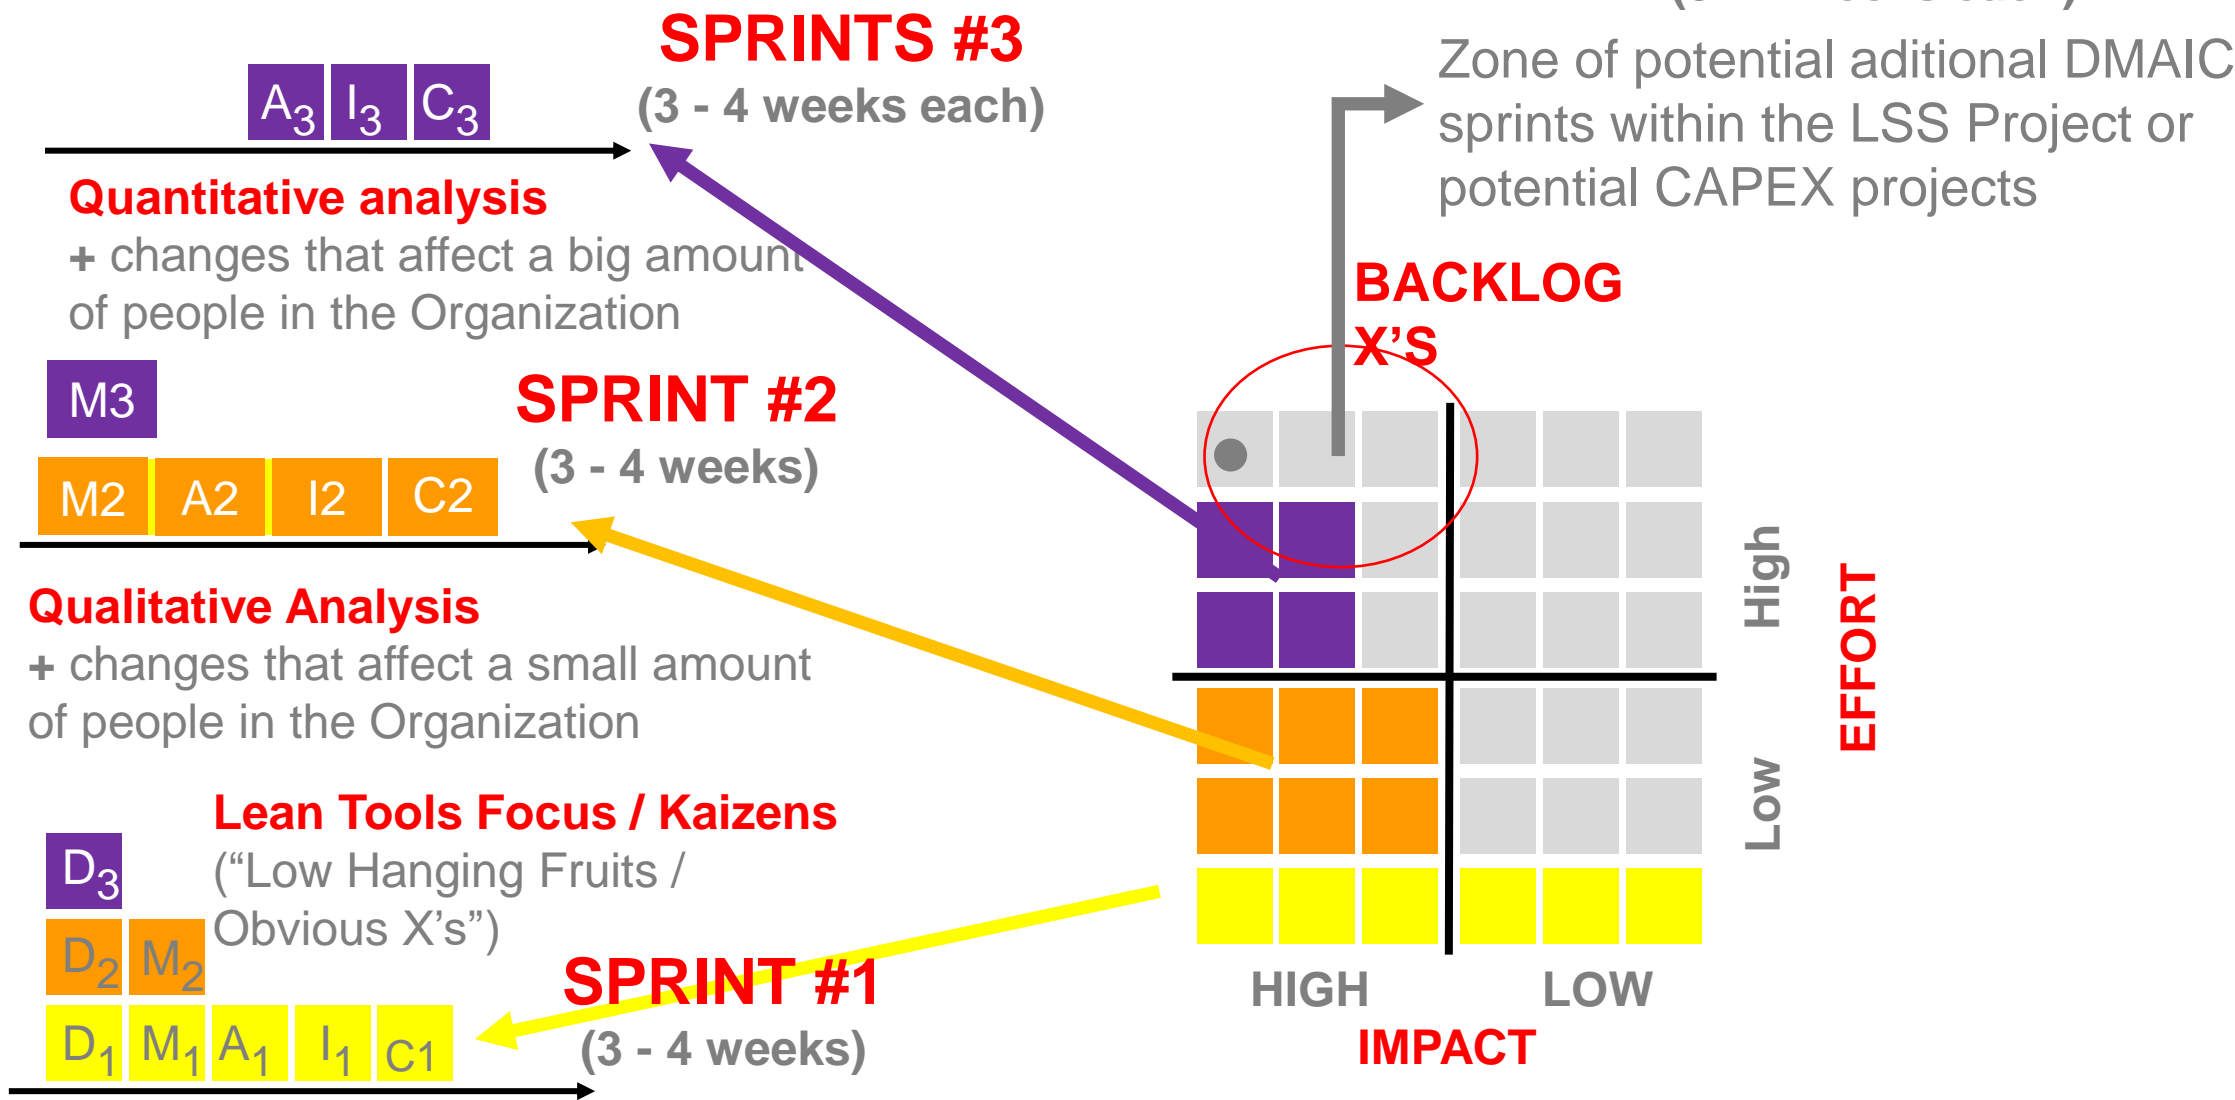 SPRINTS #3
(3 - 4 weeks each)
A3 I3 C3
Quantitative analysis
+ changes that affect a big amount
of people in the Organization
M3
SPRINT #2
(3 - 4 weeks)
M2 A2 I2 C2
Qualitative Analysis
+ changes that affect a small amount
of people in the Organization
Lean Tools Focus / Kaizens
(“Low Hanging Fruits /
Obvious X’s”)
D3
D2 M2
SPRINT #1
(3 - 4 weeks)
D1 M1 A1 I1 C1
Zone of potential aditional DMAIC
sprints within the LSS Project or
potential CAPEX projects
BACKLOG
X’S
High
Low
EFFORT
HIGH LOW
IMPACT